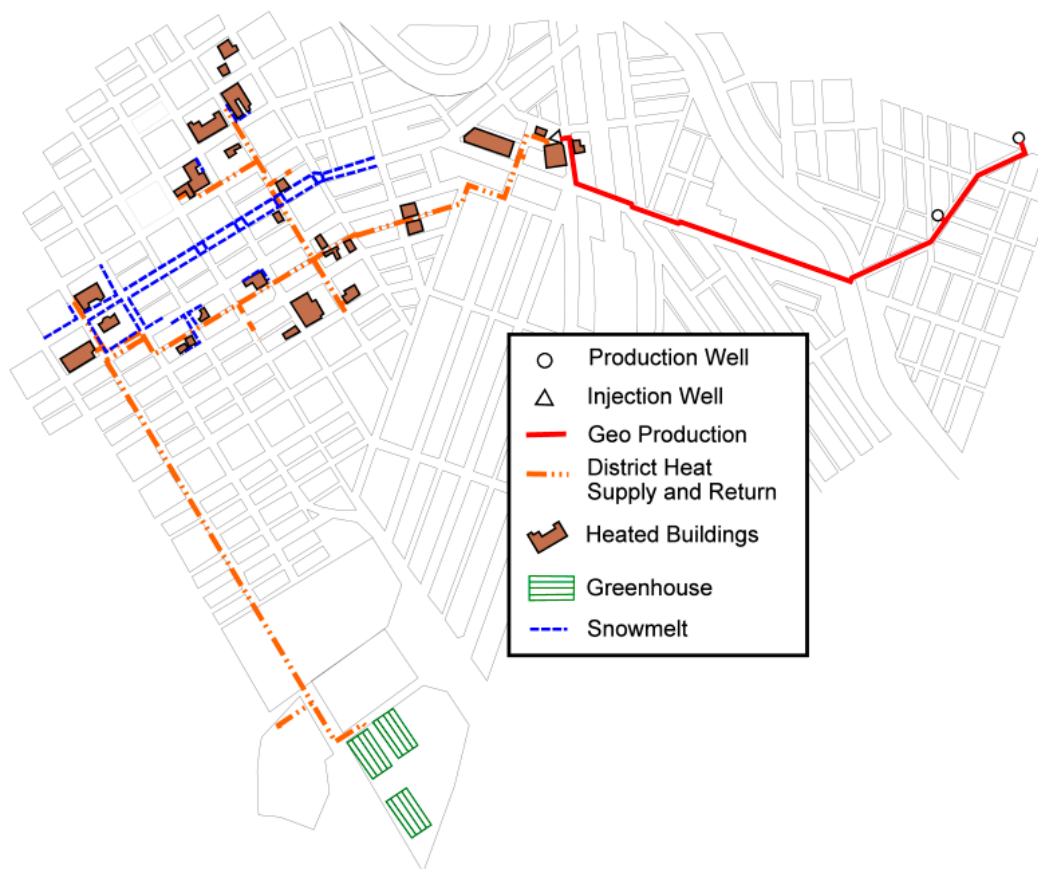 Production Well
Injection Well
Geo Production
District Heat
Supply and Return
Heated Buildings
Greenhouse
Snowmelt